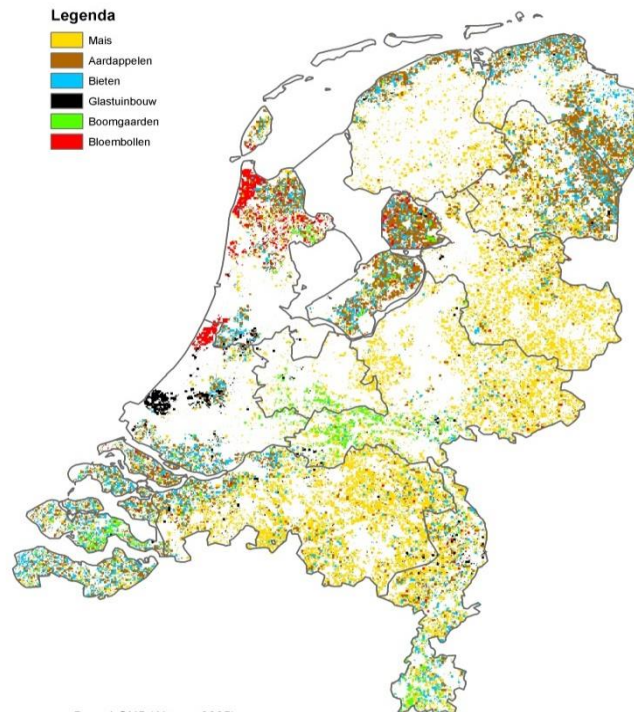 Legenda
Mais
Aardappelen
Bieten
Glastuinbouw
Boomgaarden
Bloembollen